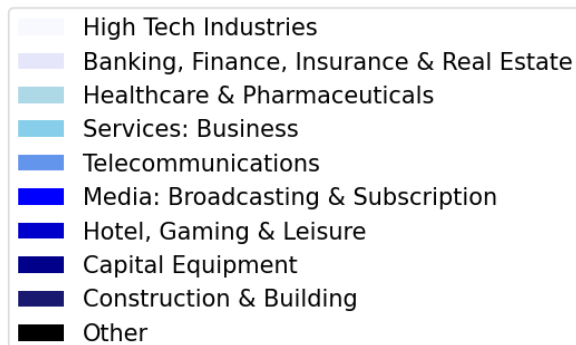 High Tech Industries
Banking, Finance, Insurance & Real Estate
Healthcare & Pharmaceuticals
Services: Business
Telecommunications
Media: Broadcasting & Subscription
Hotel, Gaming & Leisure
Capital Equipment
Construction & Building
Other